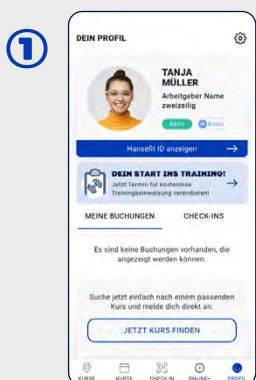 1
DEIN PROFIL
TANJA
MÜLLER
Arbeitgeber Name
zweizeilig
Aktiv
Basic
Hansefit ID anzeigen
DEIN START INS TRAINING!
Jetzt Termin für kostenlose
Trainingseinweisung vereinbaren!
MEINE BUCHUNGEN CHECK-INS
Es sind keine Buchungen vorhanden, die
angezeigt werden können.
Suche jetzt einfach nach einem passenden
Kurs und melde dich direkt an:
JETZT KURS FINDEN
KURSE CHECK-IN ONLINE+ PROFIL